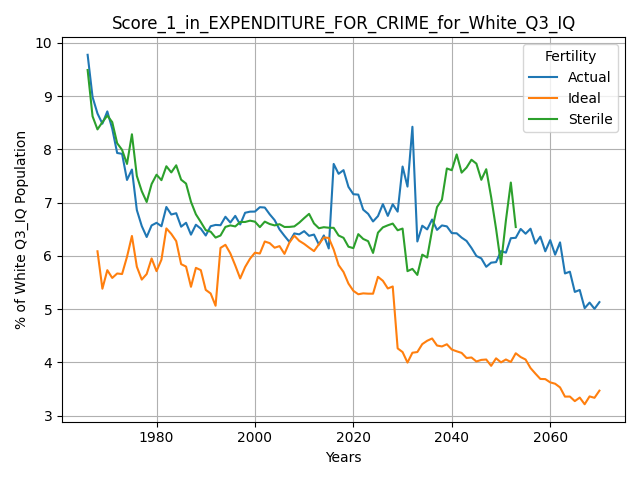 Score_1_in_EXPENDITURE_FOR_CRIME_for_White_Q3_IQ
Fertility
Actual
Ideal
Sterile
% of White Q3_IQ Population
10
9
8
7
6
5
4
3
1980
2000
2020
2040
2060
Years